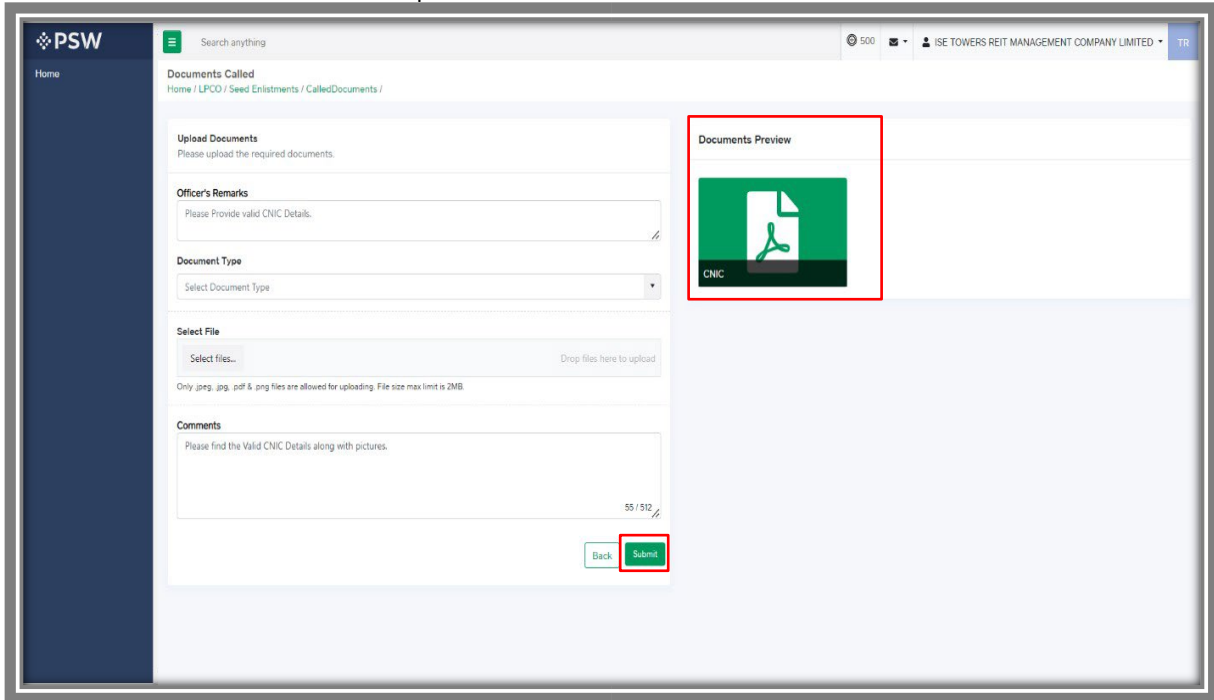 PSW
Search anything
500
ISE TOWERS REIT MANAGEMENT COMPANY LIMITED
TR
Home
Documents Called
Home / LPCO / Seed Enlistments / CalledDocuments /
Upload Documents
Please upload the required documents.
Officer's Remarks
Please Provide valid CNIC Details.
Document Type
Select Document Type
Select File
Select files...
Drop files here to upload
Only .jpeg, .jpg, .pdf & .png files are allowed for uploading. File size max limit is 2MB.
Comments
Please find the Valid CNIC Details along with pictures.
55 / 512
Back
Submit
Documents Preview
CNIC